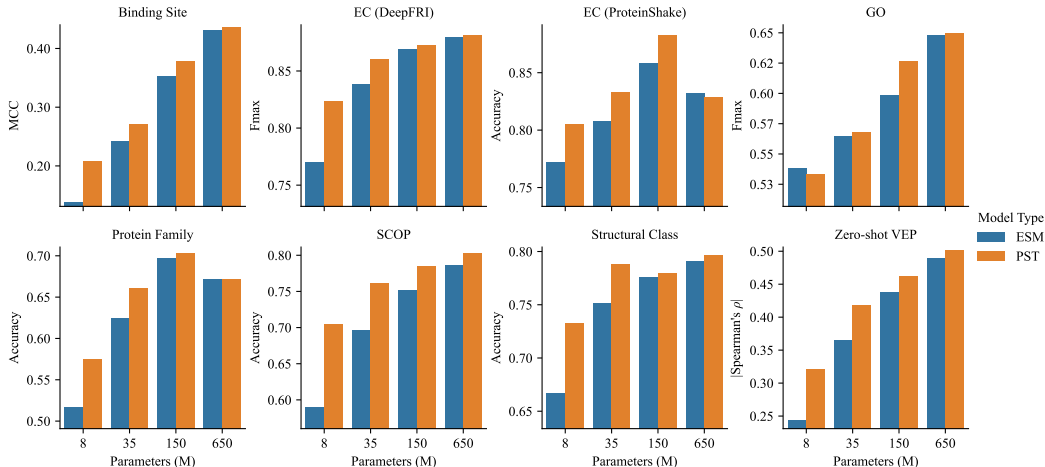 Binding Site
EC (DeepFRI)
EC (ProteinShake)
GO
MCC
0.40
0.30
0.20
Fmax
0.85
0.80
0.75
Accuracy
0.85
0.80
0.75
Fmax
0.65
0.62
0.60
0.57
0.55
0.53
Model Type
ESM
PST
Protein Family
SCOP
Structural Class
Zero-shot VEP
Accuracy
0.70
0.65
0.60
0.55
0.50
8 35 150 650
Parameters (M)
Accuracy
0.80
0.75
0.70
0.65
0.60
8 35 150 650
Parameters (M)
Accuracy
0.80
0.75
0.70
0.65
8 35 150 650
Parameters (M)
|Spearman's ρ|
0.50
0.45
0.40
0.35
0.30
0.25
8 35 150 650
Parameters (M)